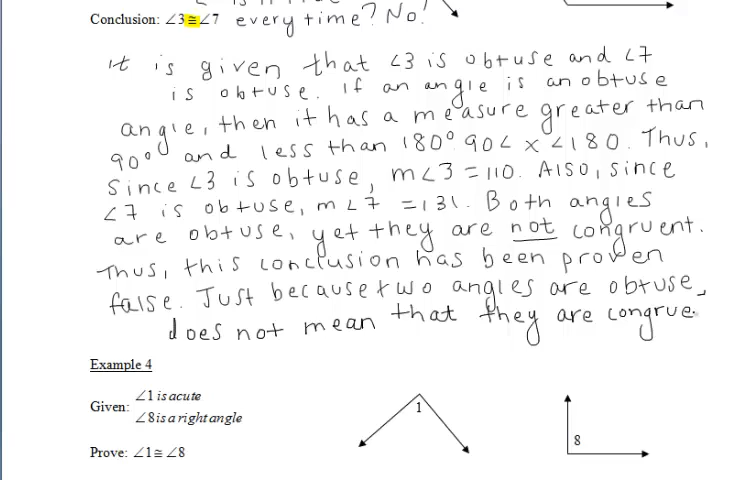 Conclusion: ∠3≅∠7 every time? No!
It is given that ∠3 is obtuse and ∠7
is obtuse. If an angle is an obtuse
angle, then it has a measure greater than
90° and less than 180° 90 < x < 180. Thus,
Since ∠3 is obtuse, m∠3 = 110. Also, since
∠7 is obtuse, m∠7 = 131. Both angles
are obtuse, yet they are not congruent.
Thus, this conclusion has been proven
false. Just because two angles are obtuse,
does not mean that they are congrue
Example 4
Given: ∠1 is acute
∠8 is a right angle
Prove: ∠1≅∠8
1
8